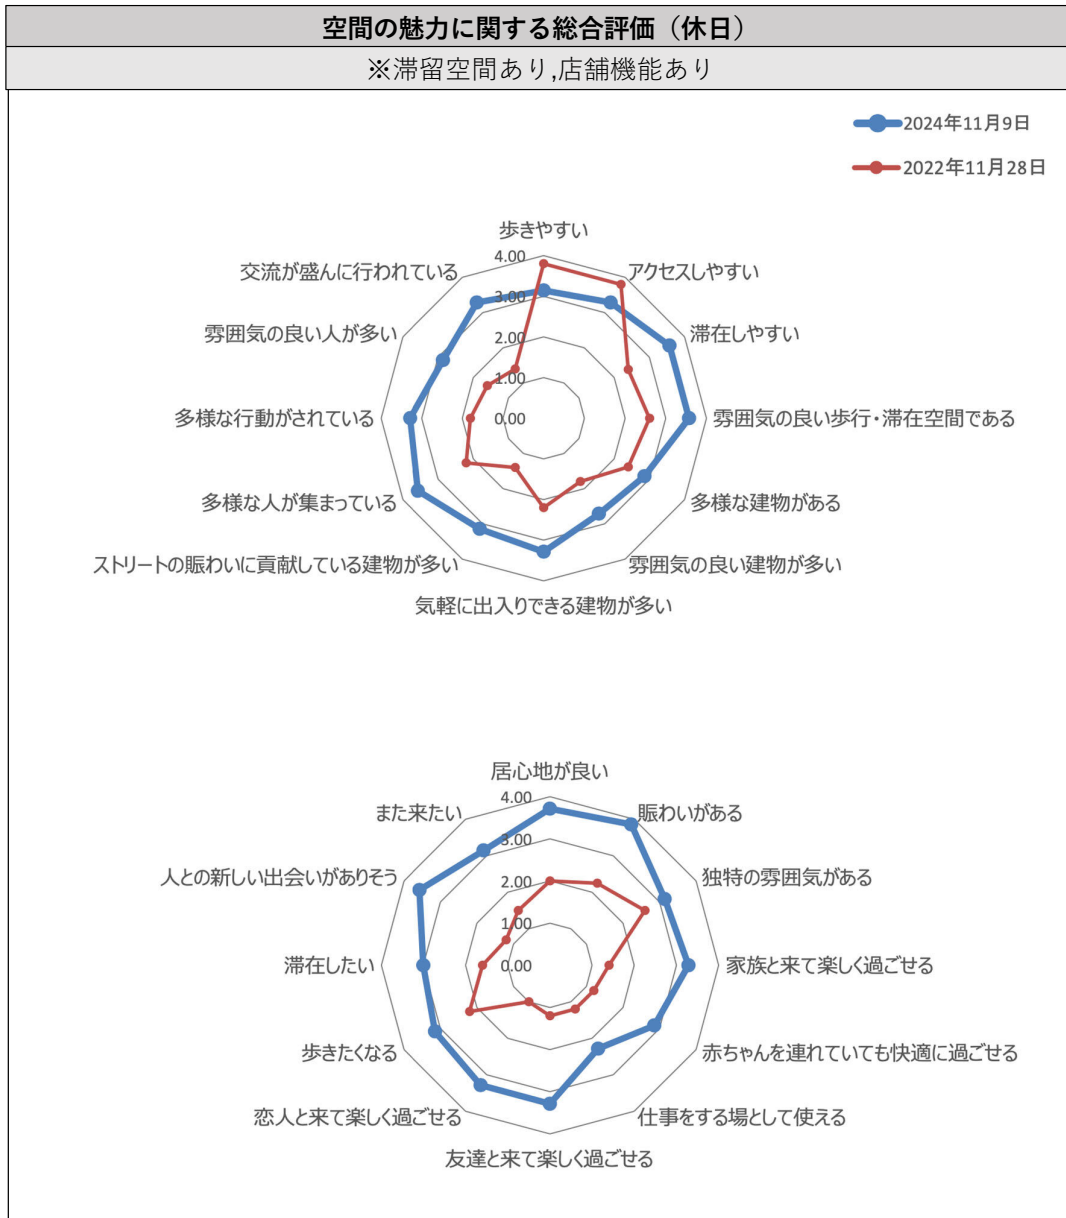 空間の魅力に関する総合評価（休日）
※滞留空間あり,店舗機能あり
2024年11月9日
2022年11月28日
歩きやすい
4.00
交流が盛んに行われている
アクセスしやすい
3.00
雰囲気の良い人が多い
滞在しやすい
2.00
1.00
多様な行動がされている
0.00
雰囲気の良い歩行・滞在空間である
多様な人が集まっている
多様な建物がある
ストリートの賑わいに貢献している建物が多い
雰囲気の良い建物が多い
気軽に出入りできる建物が多い
居心地が良い
4.00
また来たい
賑わいがある
3.00
人との新しい出会いがありそう
独特の雰囲気がある
2.00
1.00
滞在したい
0.00
家族と来て楽しく過ごせる
歩きたくなる
赤ちゃんを連れていても快適に過ごせる
恋人と来て楽しく過ごせる
仕事をする場として使える
友達と来て楽しく過ごせる